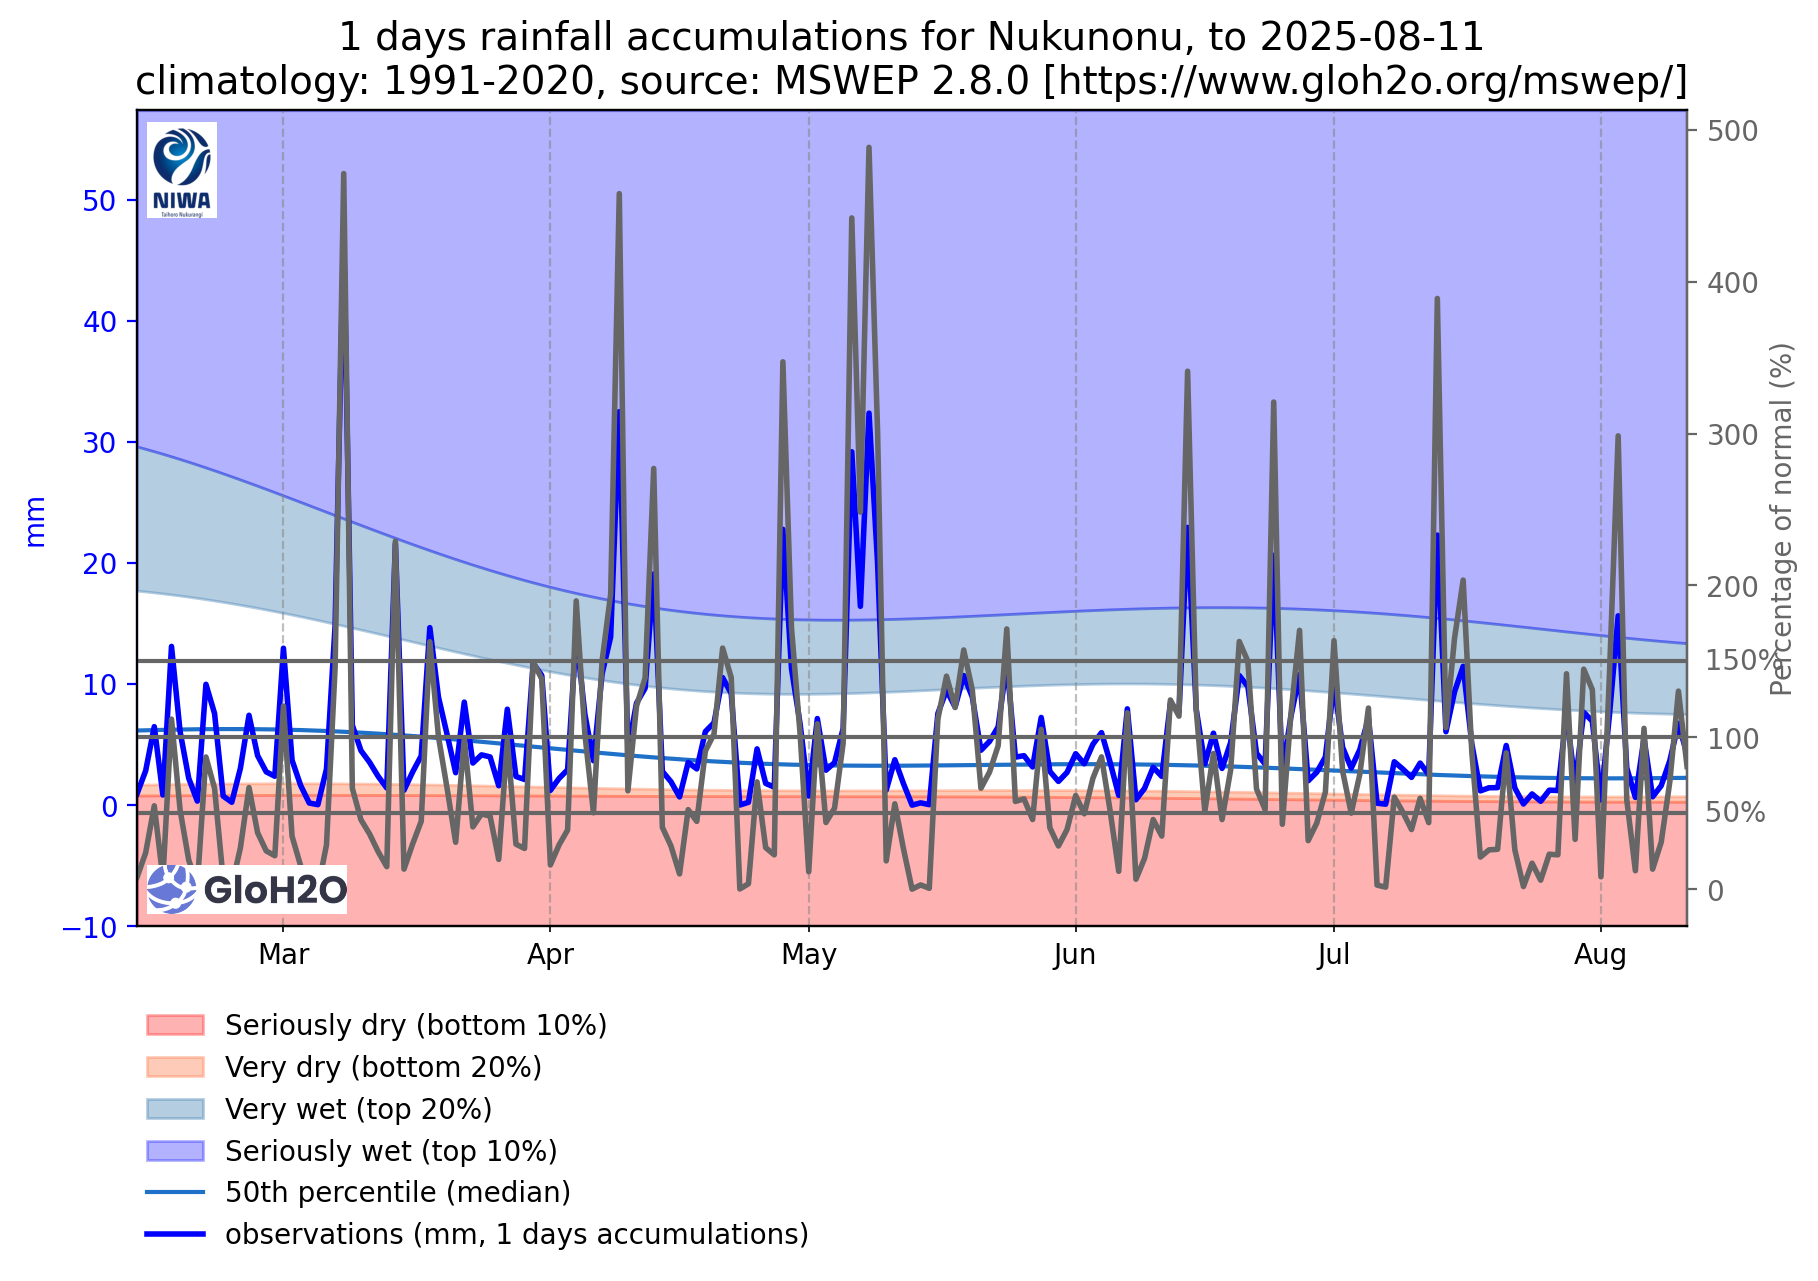 1 days rainfall accumulations for Nukunonu, to 2025-08-11
climatology: 1991-2020, source: MSWEP 2.8.0 [https://www.gloh2o.org/mswep/]
NIWA
Taihoro Nukurangi
mm
50
40
30
20
10
0
−10
500
400
300
200
150%
100
50%
0
Percentage of normal (%)
GloH2O
Mar
Apr
May
Jun
Jul
Aug
Seriously dry (bottom 10%)
Very dry (bottom 20%)
Very wet (top 20%)
Seriously wet (top 10%)
50th percentile (median)
observations (mm, 1 days accumulations)